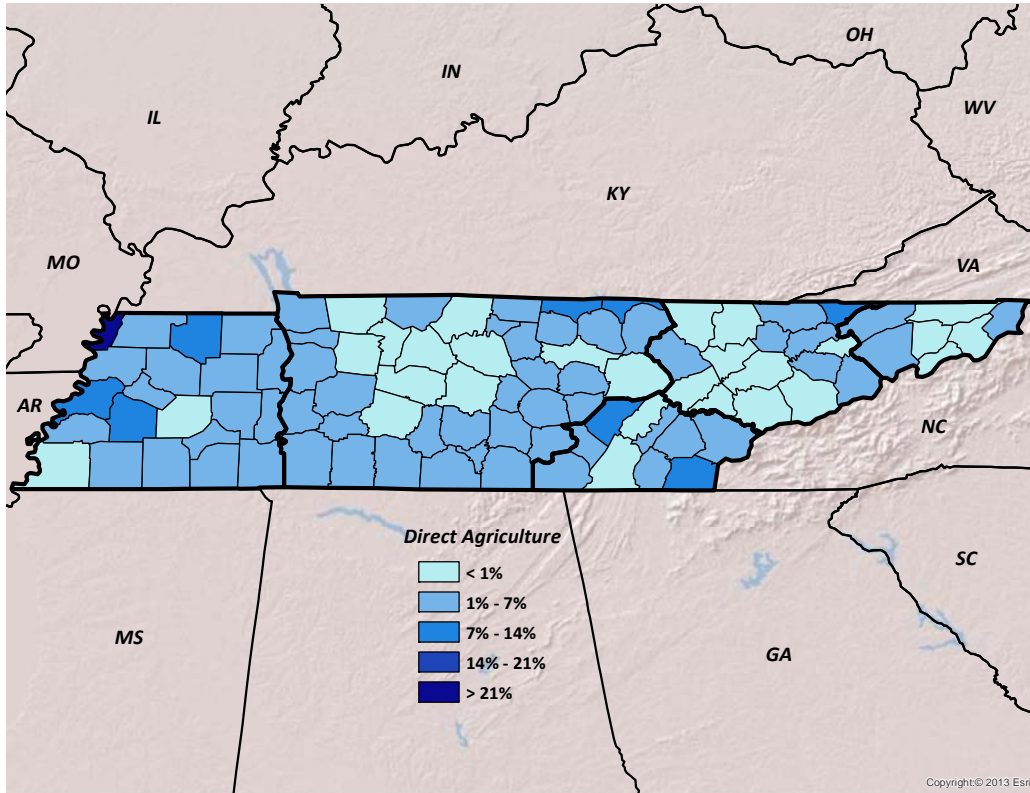 OH
IN
IL
WV
KY
MO
VA
AR
NC
Direct Agriculture
< 1%
1% - 7%
7% - 14%
14% - 21%
> 21%
SC
MS
GA
Copyright:© 2013 Esri